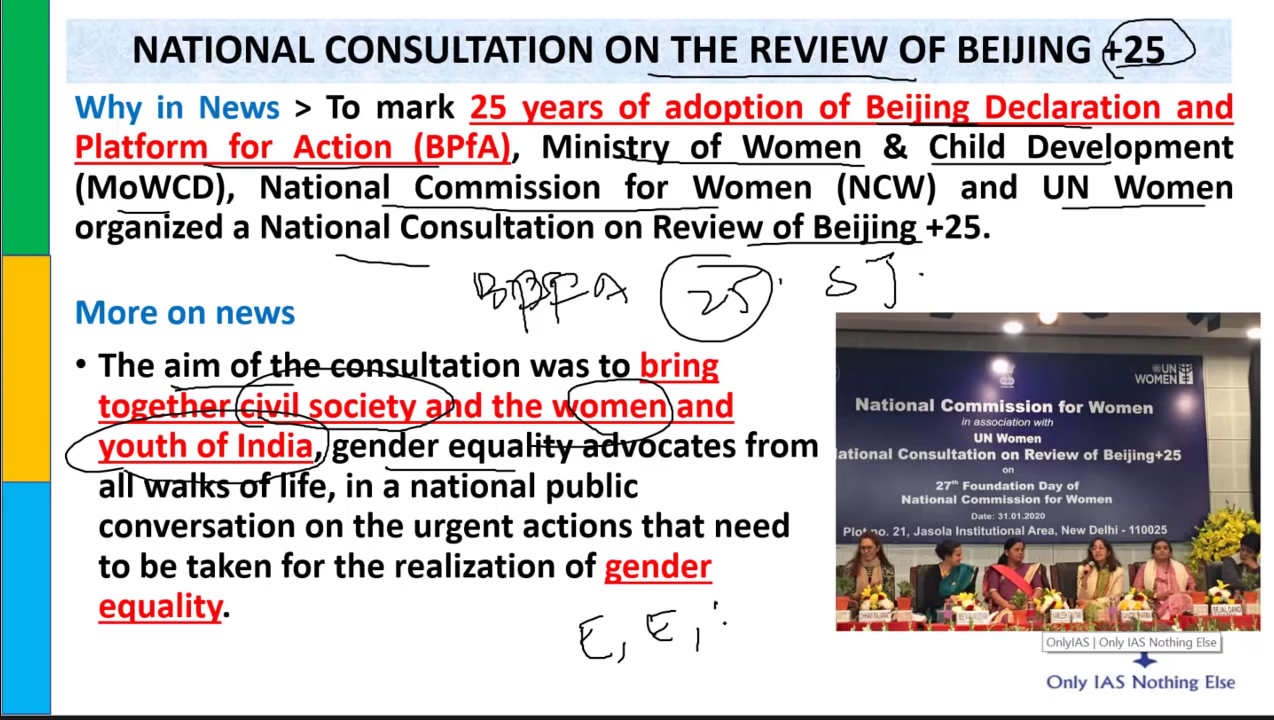 NATIONAL CONSULTATION ON THE REVIEW OF BEIJING +25
Why in News > To mark 25 years of adoption of Beijing Declaration and
Platform for Action (BPfA), Ministry of Women & Child Development
(MoWCD), National Commission for Women (NCW) and UN Women
organized a National Consultation on Review of Beijing +25.
BPFA 25 SJ
More on news
• The aim of the consultation was to bring
together civil society and the women and
youth of India, gender equality advocates from
all walks of life, in a national public
conversation on the urgent actions that need
to be taken for the realization of gender
equality.
E, E,
UN
WOMEN
National Commission for Women
in association with
UN Women
ational Consultation on Review of Beijing+25
on
27th Foundation Day of
National Commission for Women
Date: 31.01.2020
Plot no. 21, Jasola Institutional Area, New Delhi - 110025
OnlyIAS | Only IAS Nothing Else
Only IAS Nothing Else